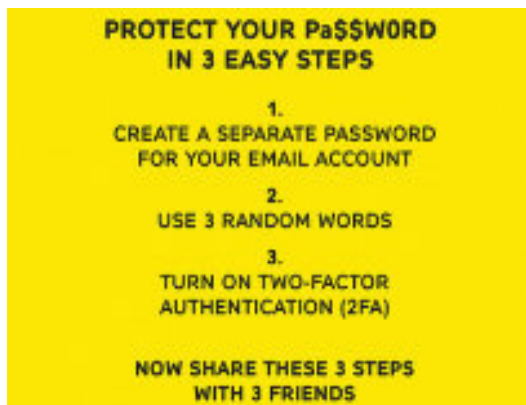 PROTECT YOUR Pa$$W0RD
IN 3 EASY STEPS
1.
CREATE A SEPARATE PASSWORD
FOR YOUR EMAIL ACCOUNT
2.
USE 3 RANDOM WORDS
3.
TURN ON TWO-FACTOR
AUTHENTICATION (2FA)
NOW SHARE THESE 3 STEPS
WITH 3 FRIENDS